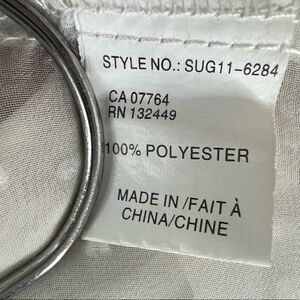 STYLE NO.: SUG11-6284
CA 07764
RN 132449
100% POLYESTER
MADE IN /FAIT À
CHINA/CHINE